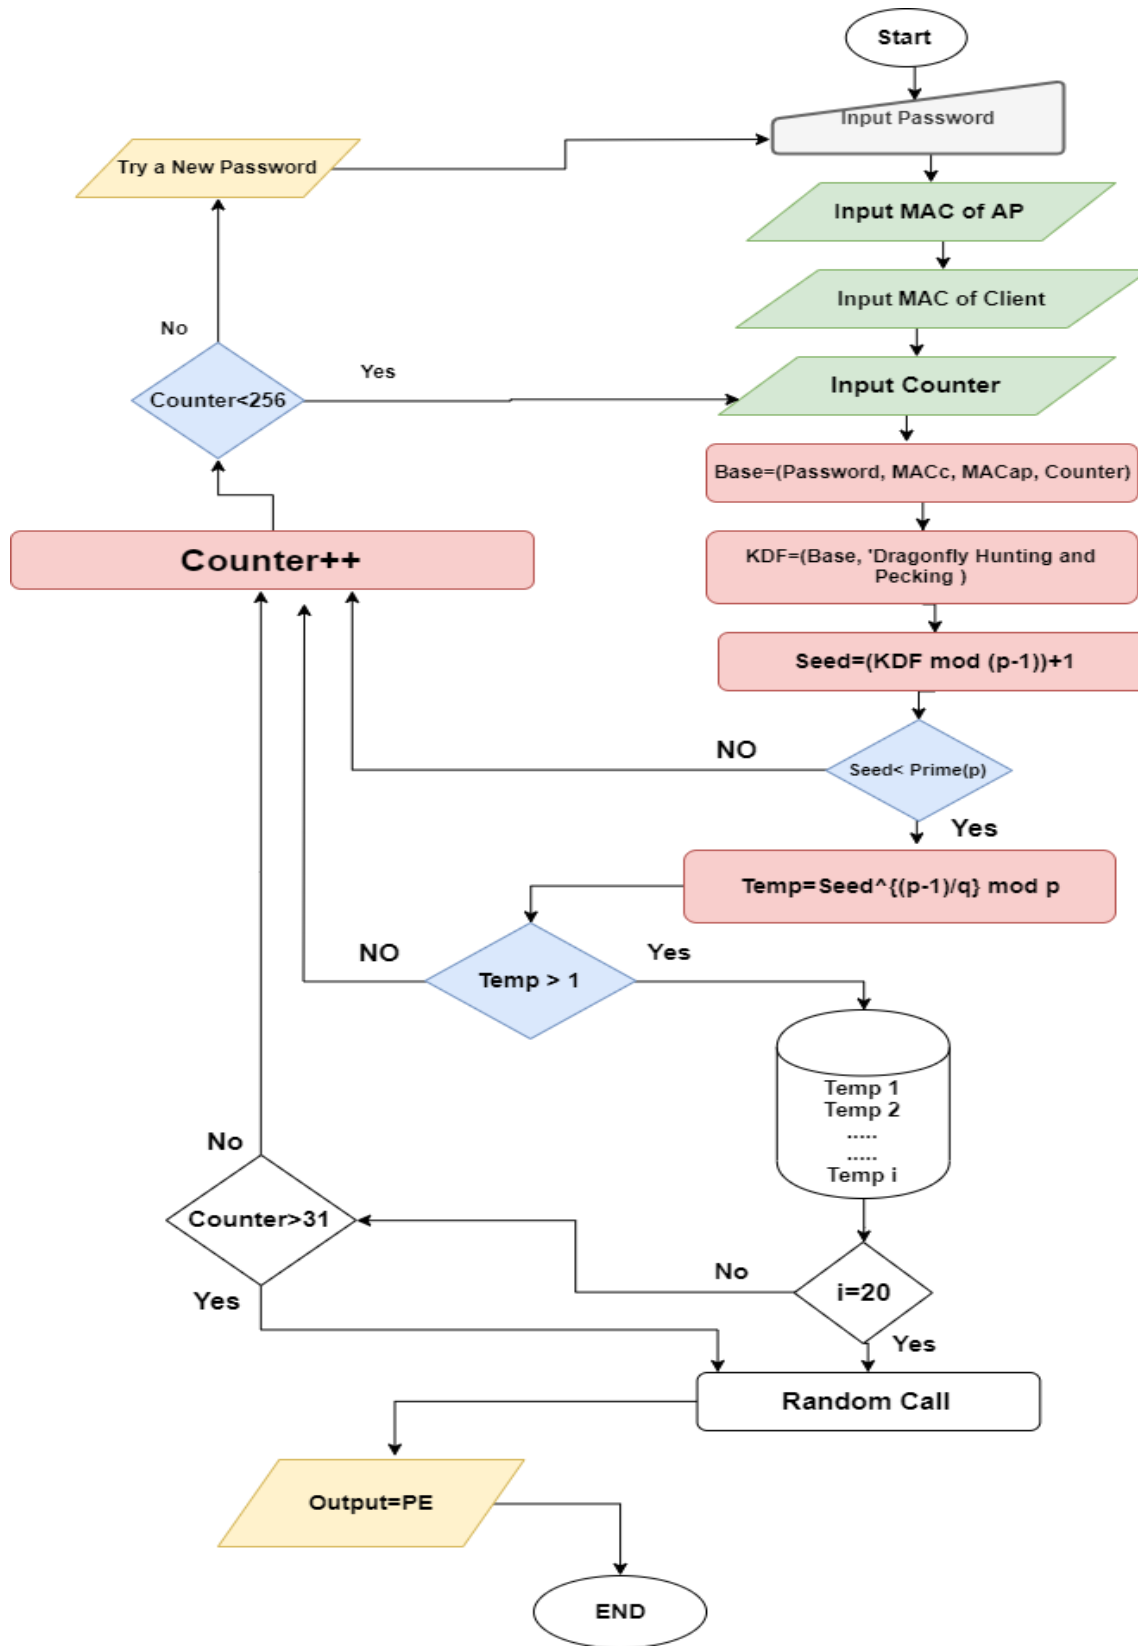 Start
Input Password
Try a New Password
Input MAC of AP
Input MAC of Client
No
Yes
Input Counter
Counter<256
Base=(Password, MACc, MACap, Counter)
Counter++
KDF=(Base, 'Dragonfly Hunting and
Pecking )
Seed=(KDF mod (p-1))+1
NO
Seed< Prime(p)
Yes
Temp=Seed^{(p-1)/q} mod p
NO
Yes
Temp > 1
Temp 1
Temp 2
.....
.....
Temp i
No
Counter>31
No
i=20
Yes
Yes
Random Call
Output=PE
END